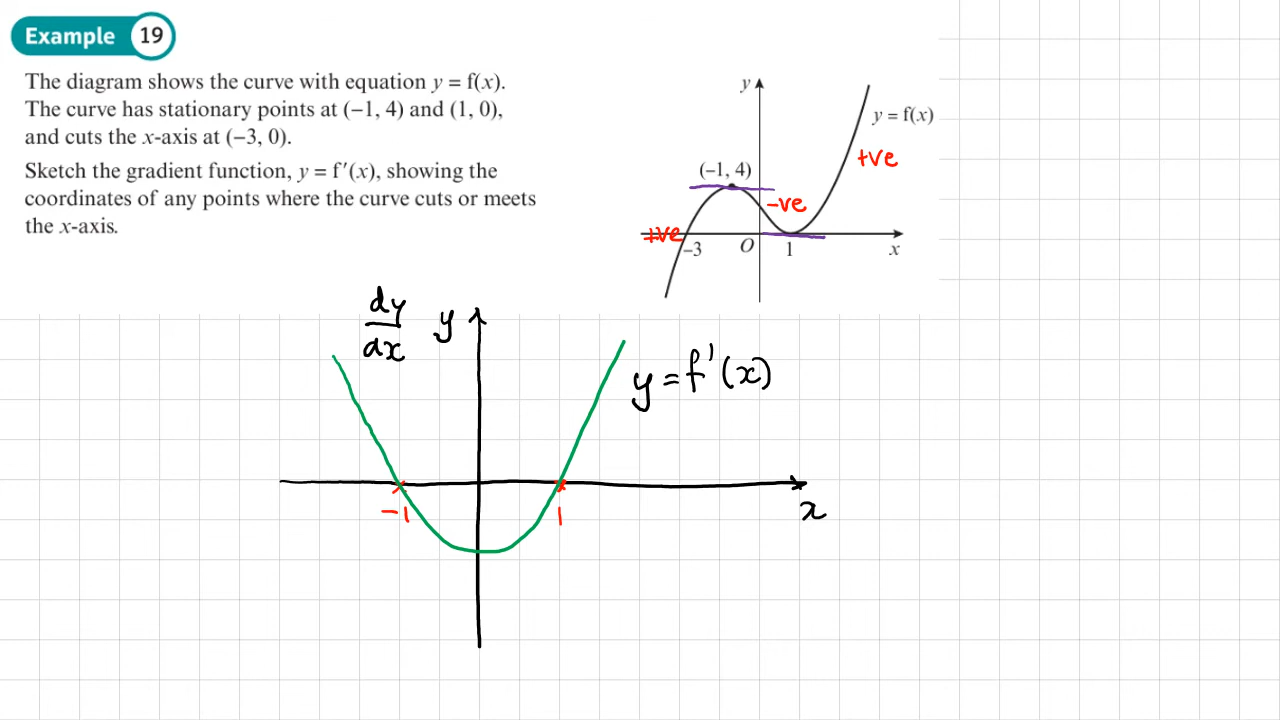 Example 19
The diagram shows the curve with equation y = f(x).
The curve has stationary points at (−1, 4) and (1, 0),
and cuts the x-axis at (−3, 0).
Sketch the gradient function, y = f′(x), showing the
coordinates of any points where the curve cuts or meets
the x-axis.
y
y = f(x)
+ve
(−1, 4)
-ve
+ve
−3
O
1
x
dy
dx
y
y = f'(x)
-1
1
x